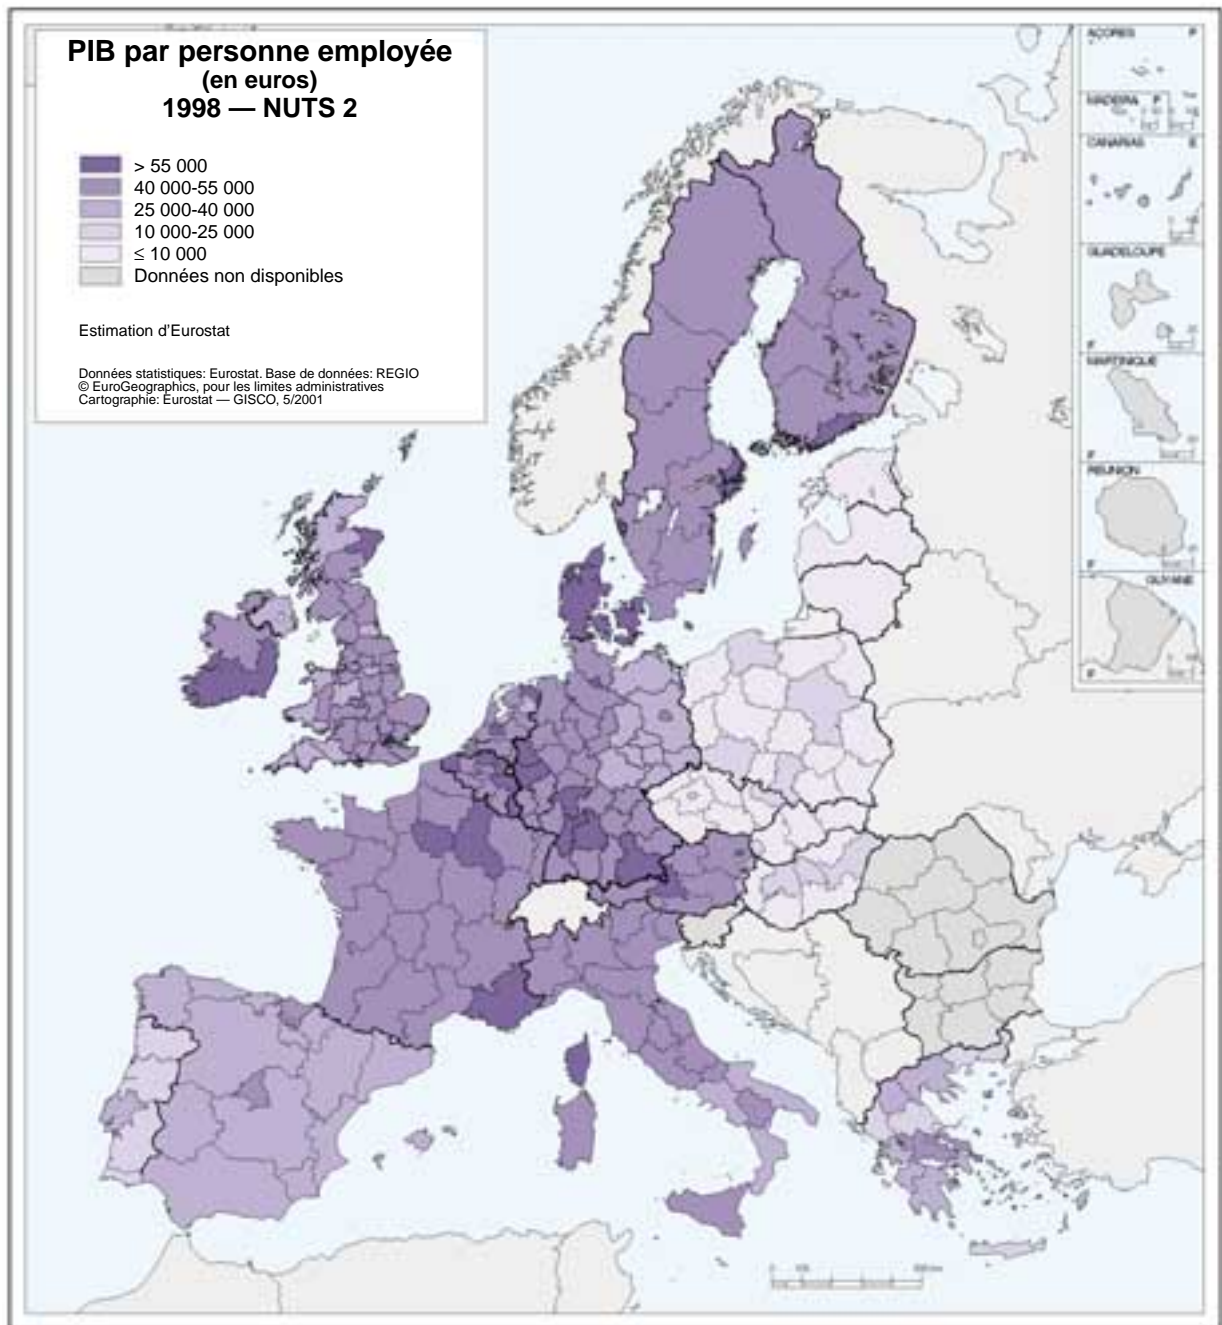 PIB par personne employée
(en euros)
1998 — NUTS 2
> 55 000
40 000-55 000
25 000-40 000
10 000-25 000
≤ 10 000
Données non disponibles
Estimation d’Eurostat
Données statistiques: Eurostat. Base de données: REGIO
© EuroGeographics, pour les limites administratives
Cartographie: Eurostat — GISCO, 5/2001
AÇORES P
MADEIRA P
CANARIAS E
GUADELOUPE
F
MARTINIQUE
F
REUNION
F
GUYANE
F